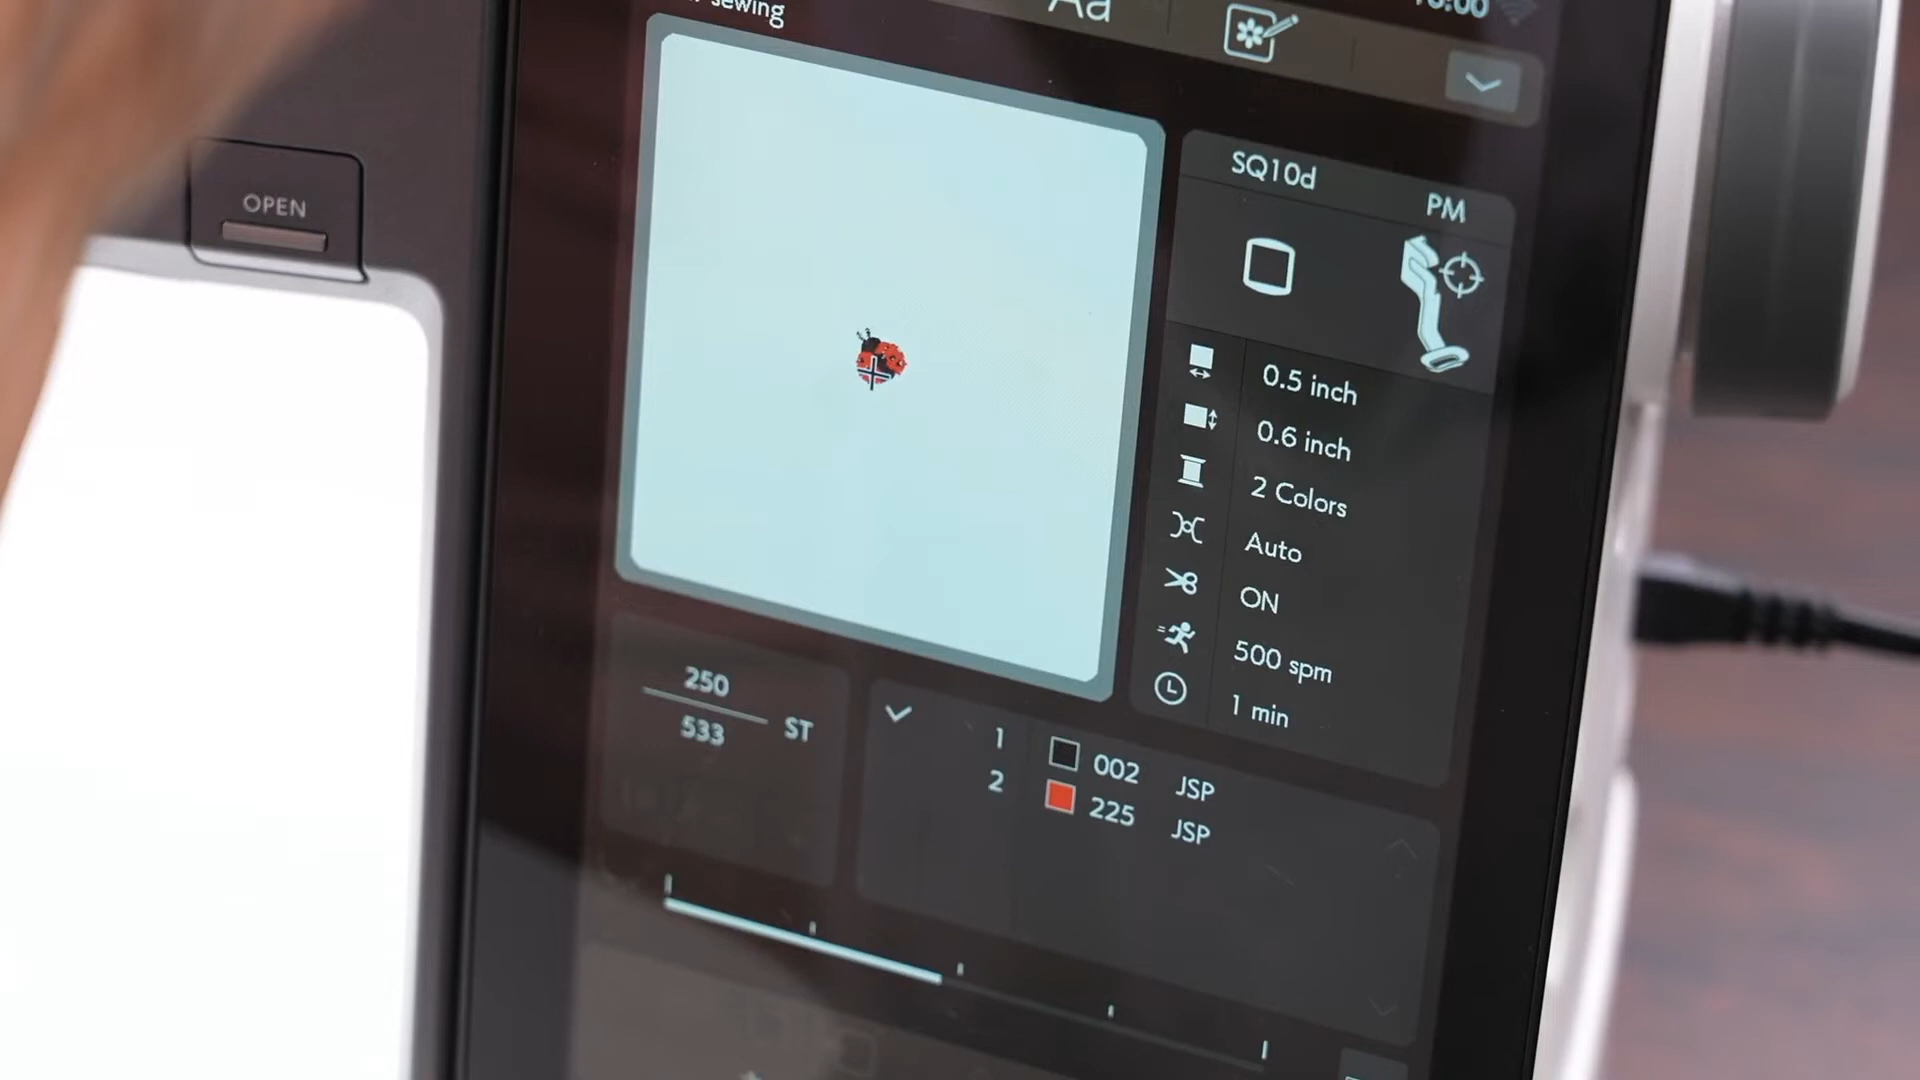 sewing
Aa
OPEN
SQ10d
PM
0.5 inch
0.6 inch
2 Colors
Auto
ON
500 spm
1 min
250
533
ST
1 002 JSP
2 225 JSP